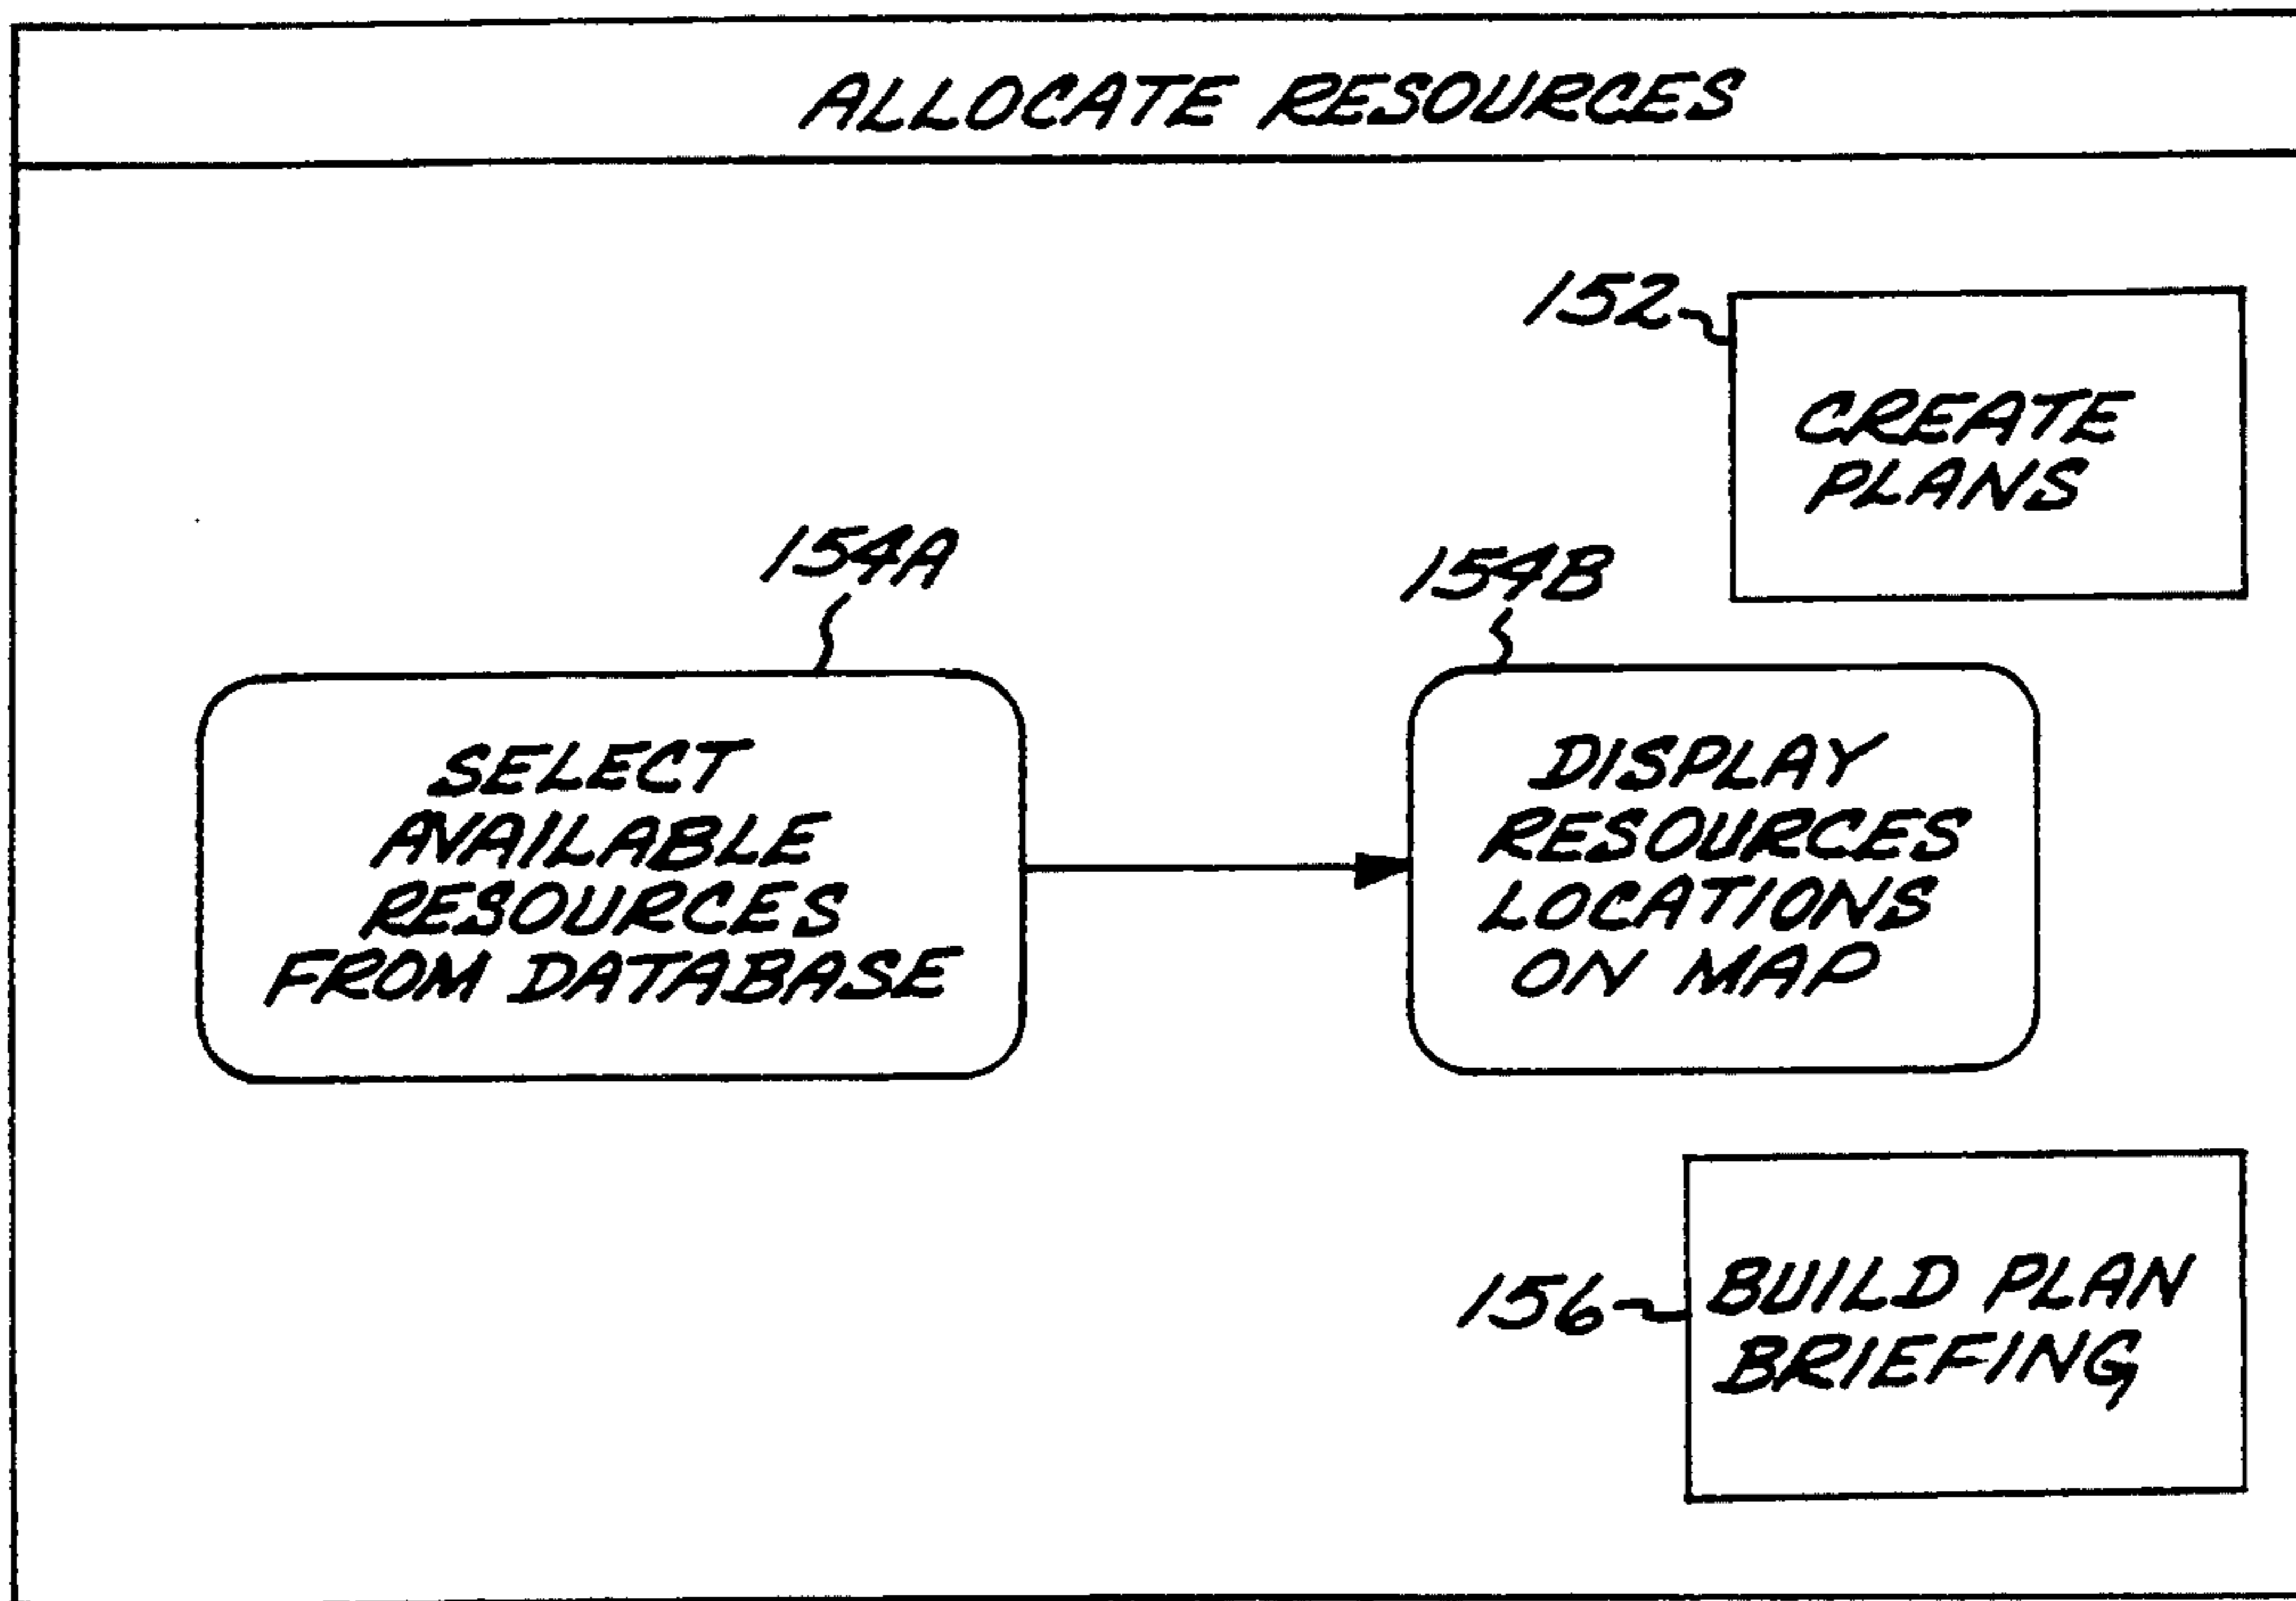 ALLOCATE RESOURCES
152
CREATE
PLANS
154A
154B
SELECT
AVAILABLE
RESOURCES
FROM DATABASE
DISPLAY
RESOURCES
LOCATIONS
ON MAP
156
BUILD PLAN
BRIEFING